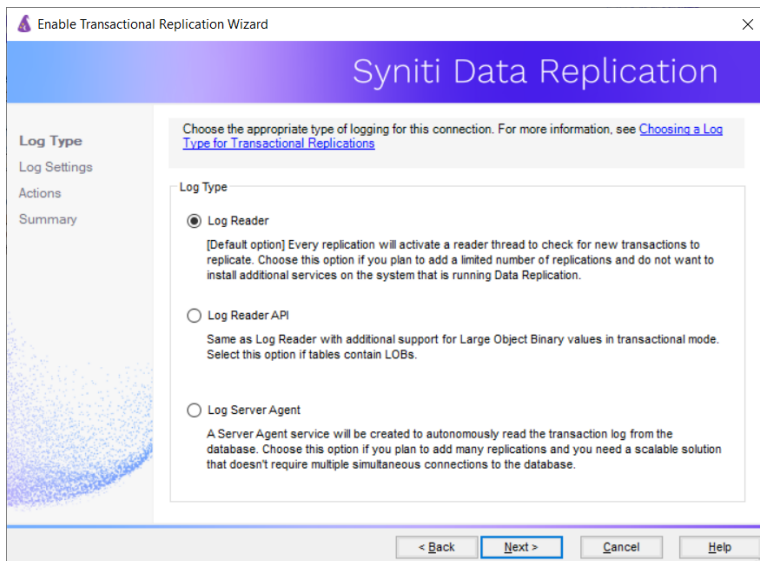 Enable Transactional Replication Wizard
Syniti Data Replication
Log Type
Log Settings
Actions
Summary
Choose the appropriate type of logging for this connection. For more information, see Choosing a Log
Type for Transactional Replications
Log Type
Log Reader
[Default option] Every replication will activate a reader thread to check for new transactions to
replicate. Choose this option if you plan to add a limited number of replications and do not want to
install additional services on the system that is running Data Replication.
Log Reader API
Same as Log Reader with additional support for Large Object Binary values in transactional mode.
Select this option if tables contain LOBs.
Log Server Agent
A Server Agent service will be created to autonomously read the transaction log from the
database. Choose this option if you plan to add many replications and you need a scalable solution
that doesn't require multiple simultaneous connections to the database.
< Back Next > Cancel Help